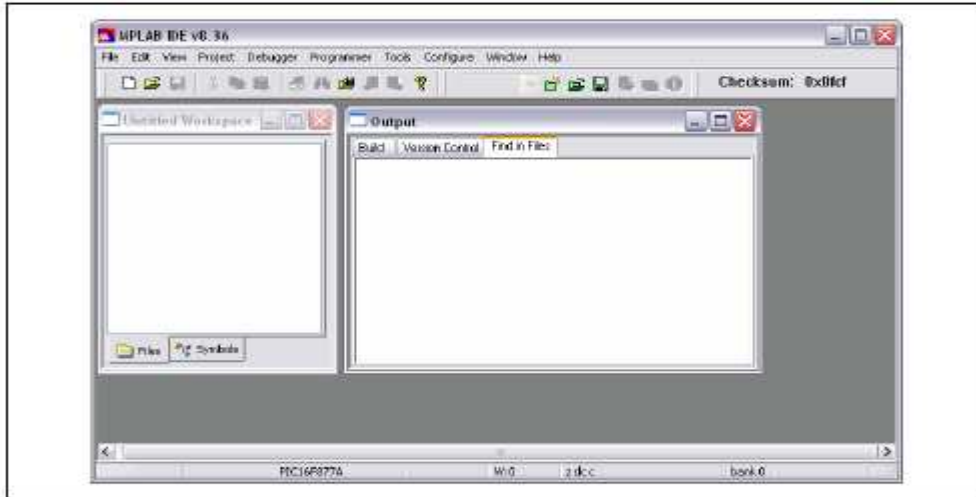 MPLAB IDE v8.36
File Edit View Project Debugger Programmer Tools Configure Window Help
Checksum: 0x0fcf
Untitled Workspace
Output
Build Version Control Find in Files
Files Symbols
PIC16F877A W:0 z dc c bank 0